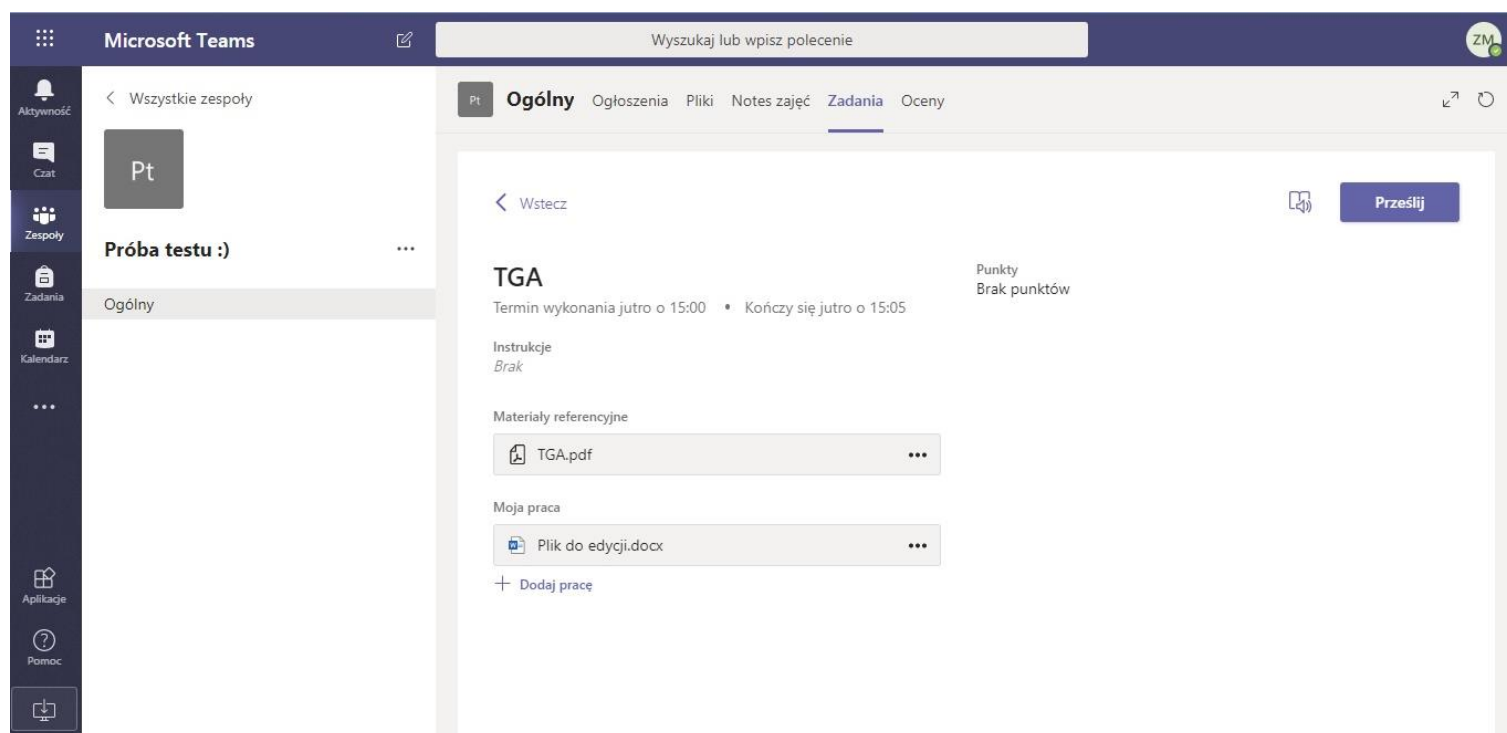 Microsoft Teams
Wyszukaj lub wpisz polecenie
ZM
Aktywność
Czat
Zespoły
Zadania
Kalendarz
Aplikacje
Pomoc
Wszystkie zespoły
Pt
Próba testu :)
Ogólny
Pt Ogólny Ogłoszenia Pliki Notes zajęć Zadania Oceny
Wstecz
Prześlij
TGA
Termin wykonania jutro o 15:00 • Kończy się jutro o 15:05
Punkty
Brak punktów
Instrukcje
Brak
Materiały referencyjne
TGA.pdf
Moja praca
Plik do edycji.docx
+ Dodaj pracę